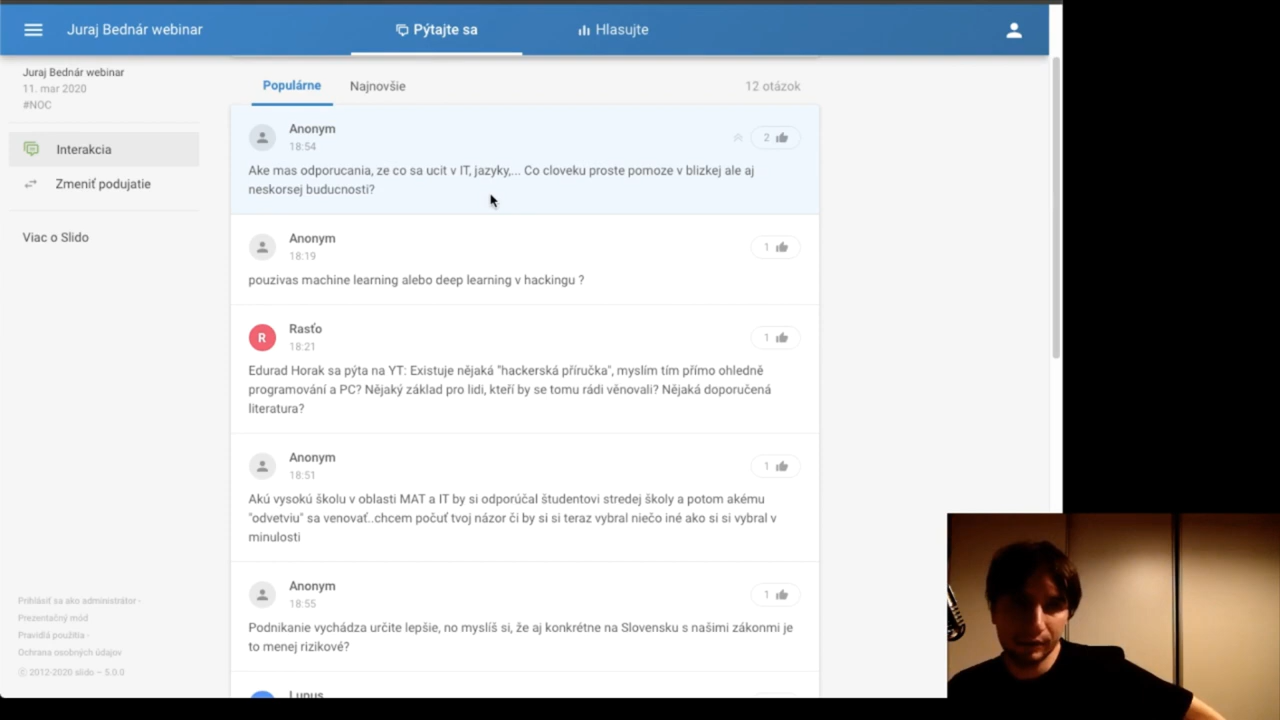 Juraj Bednár webinar
Pýtajte sa
Hlasujte
Juraj Bednár webinar
11. mar 2020
#NOC
Interakcia
Zmeniť podujatie
Viac o Slido
Populárne
Najnovšie
12 otázok
Anonym
18:54
2
Ake mas odporucania, ze co sa ucit v IT, jazyky,... Co cloveku proste pomoze v blizkej ale aj
neskorsej buducnosti?
Anonym
18:19
1
pouzivas machine learning alebo deep learning v hackingu ?
R
Rasťo
18:21
1
Edurad Horak sa pýta na YT: Existuje nějaká "hackerská příručka", myslím tím přímo ohledně
programování a PC? Nějaký základ pro lidi, kteří by se tomu rádi věnovali? Nějaká doporučená
literatura?
Anonym
18:51
1
Akú vysokú školu v oblasti MAT a IT by si odporúčal študentovi stredej školy a potom akému
"odvetviu" sa venovať..chcem počuť tvoj názor či by si si teraz vybral niečo iné ako si si vybral v
minulosti
Anonym
18:55
1
Podnikanie vychádza určite lepšie, no myslíš si, že aj konkrétne na Slovensku s našimi zákonmi je
to menej rizikové?
Lupus
Prihlásiť sa ako administrátor ·
Prezentačný mód
Pravidlá použitia ·
Ochrana osobných údajov
© 2012-2020 slido – 5.0.0